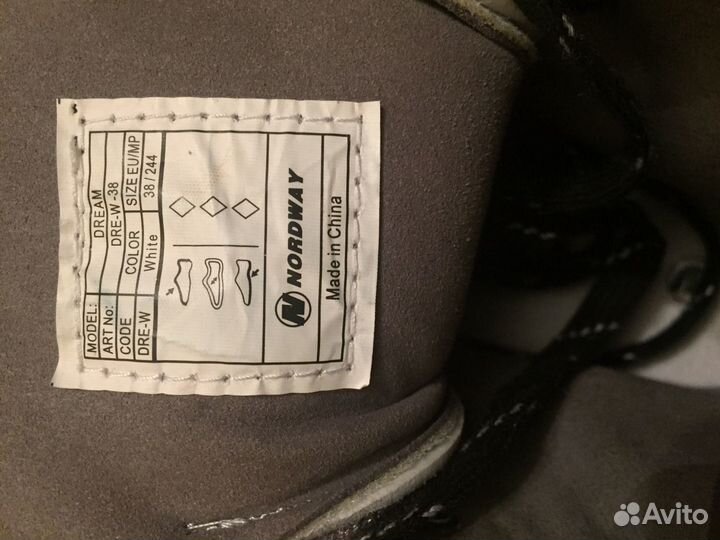 MODEL: DREAM
ART No: DRE-W -38
CODE COLOR SIZE EU/MP
DRE-W White 38 / 244
NORDWAY
Made in China
Avito